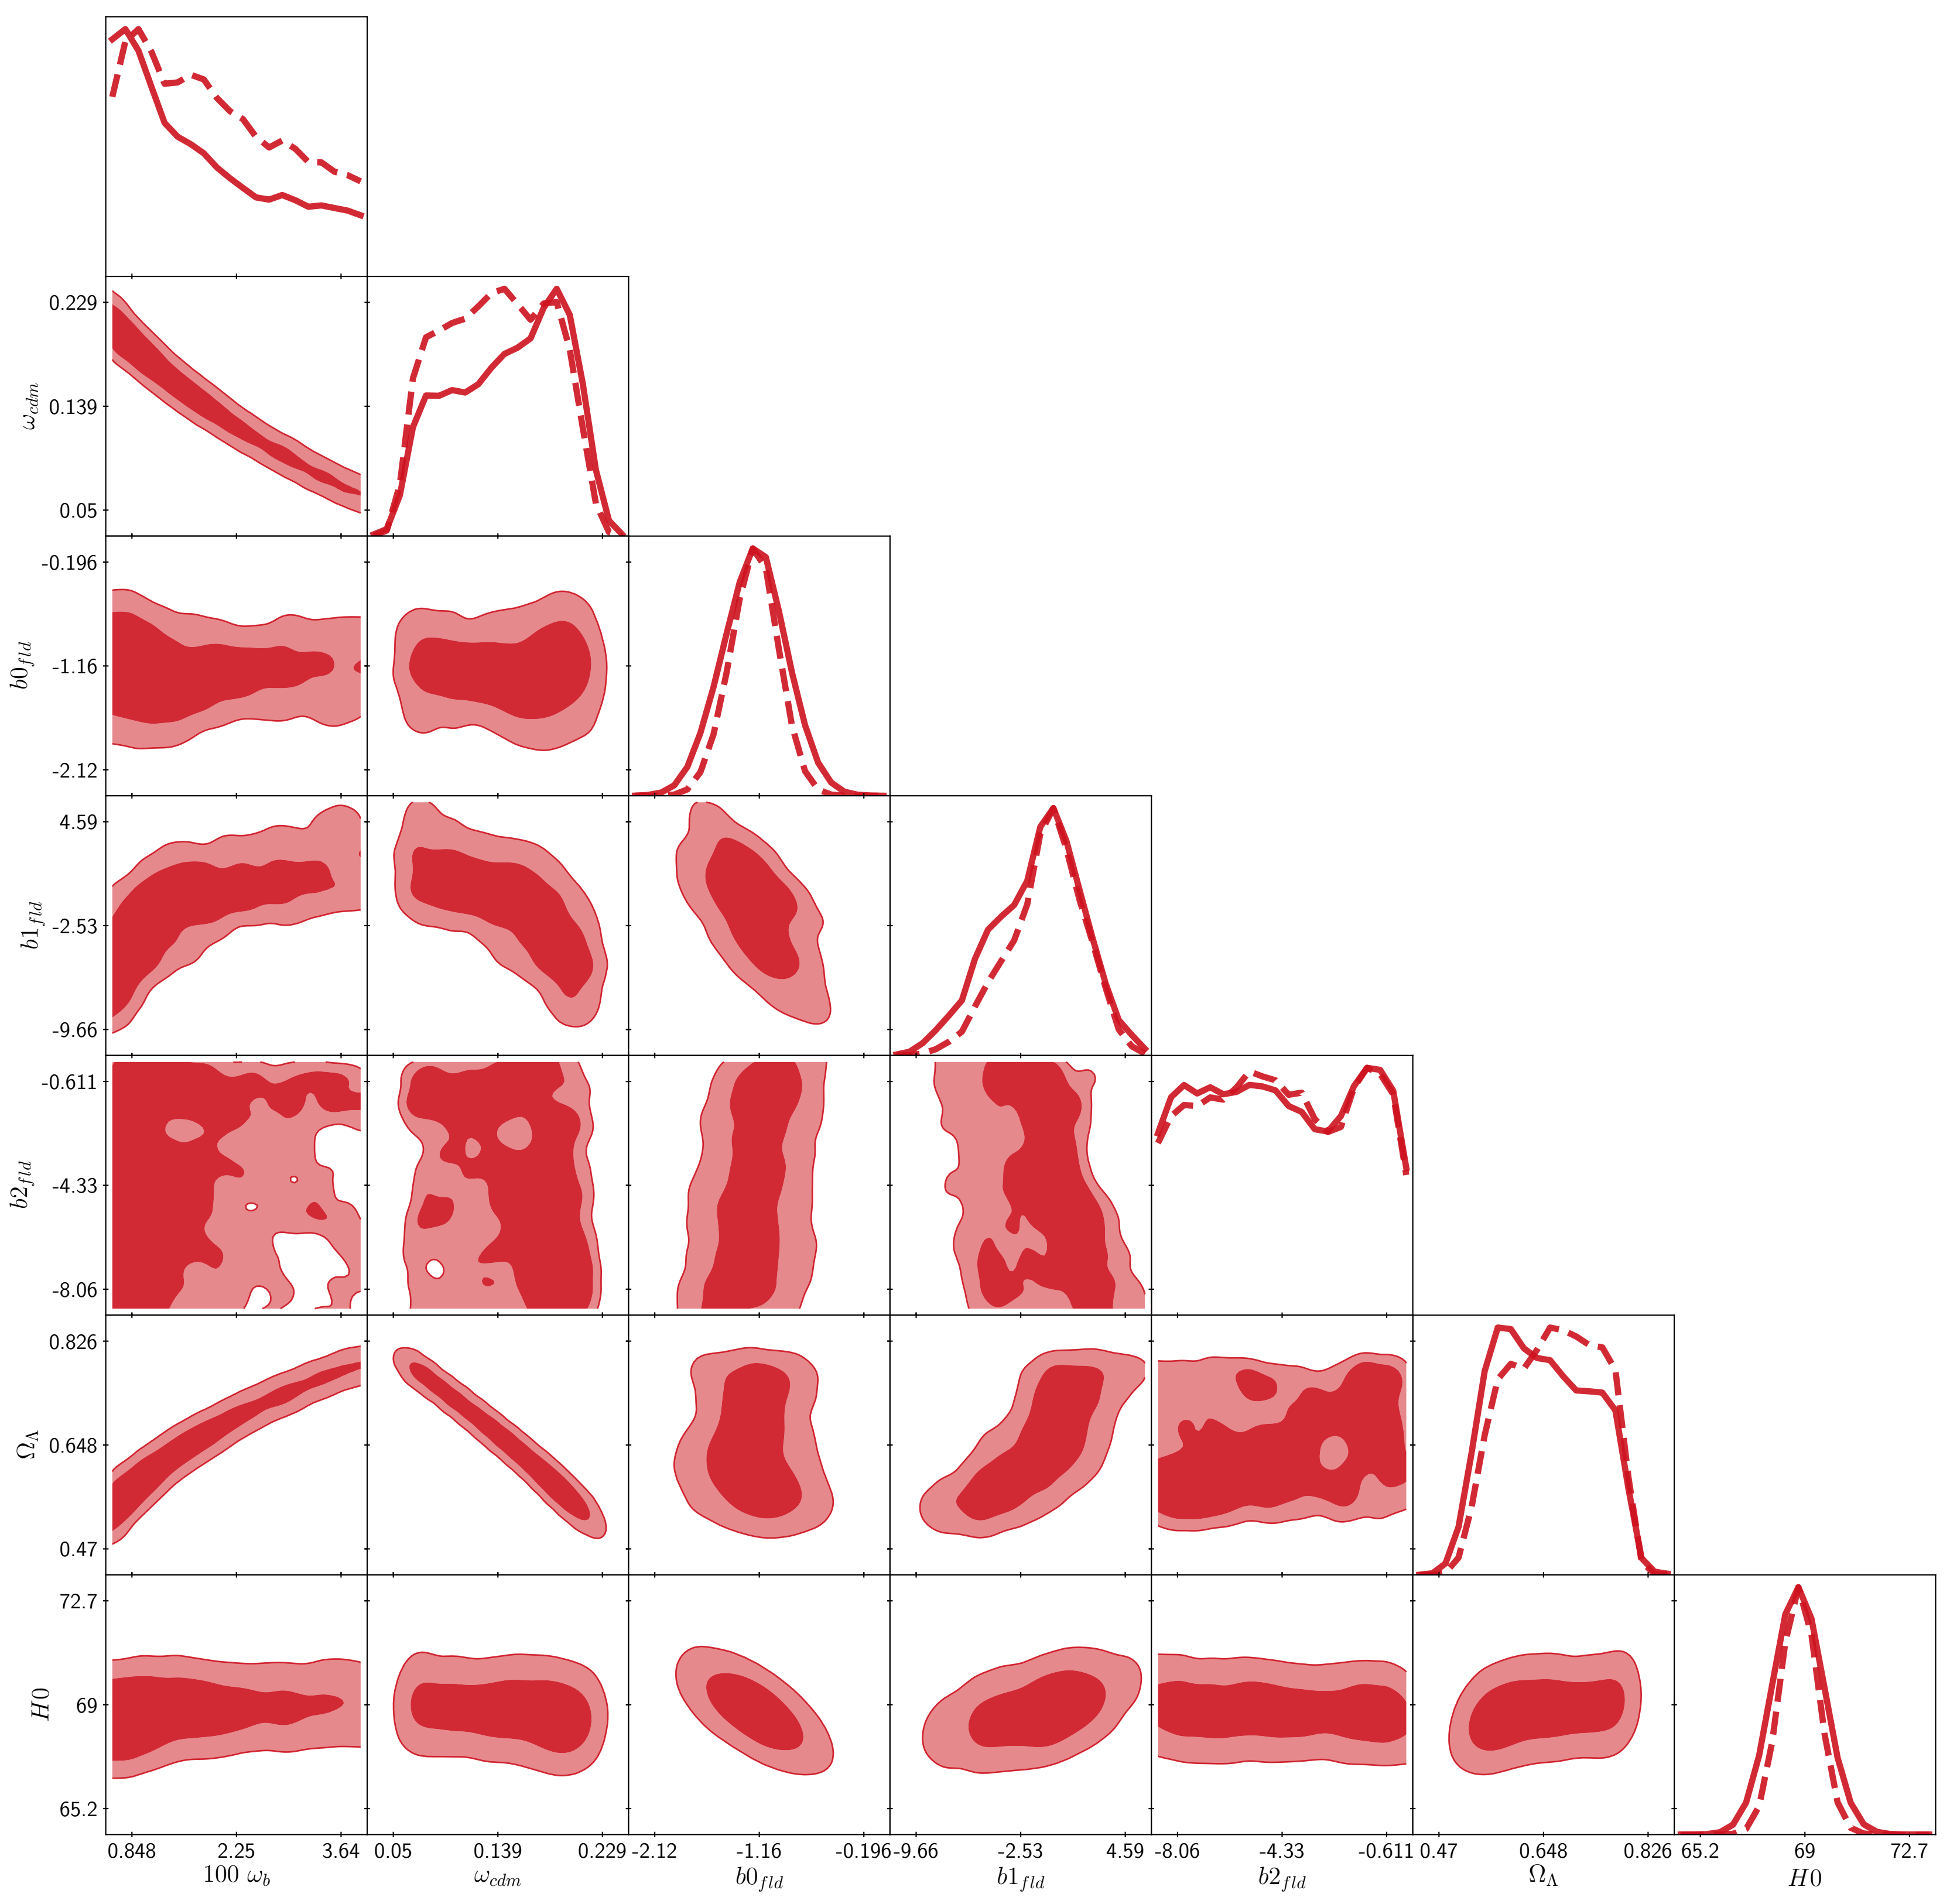 0.229
0.139
0.05
ω_cdm
-0.196
-1.16
-2.12
b0_fld
4.59
-2.53
-9.66
b1_fld
-0.611
-4.33
-8.06
b2_fld
0.826
0.648
0.47
Ω_Λ
72.7
69
65.2
H0
0.848 2.25 3.64 0.05 0.139 0.229 -2.12 -1.16 -0.196 -9.66 -2.53 4.59 -8.06 -4.33 -0.611 0.47 0.648 0.826 65.2 69 72.7
100 ω_b ω_cdm b0_fld b1_fld b2_fld Ω_Λ H0